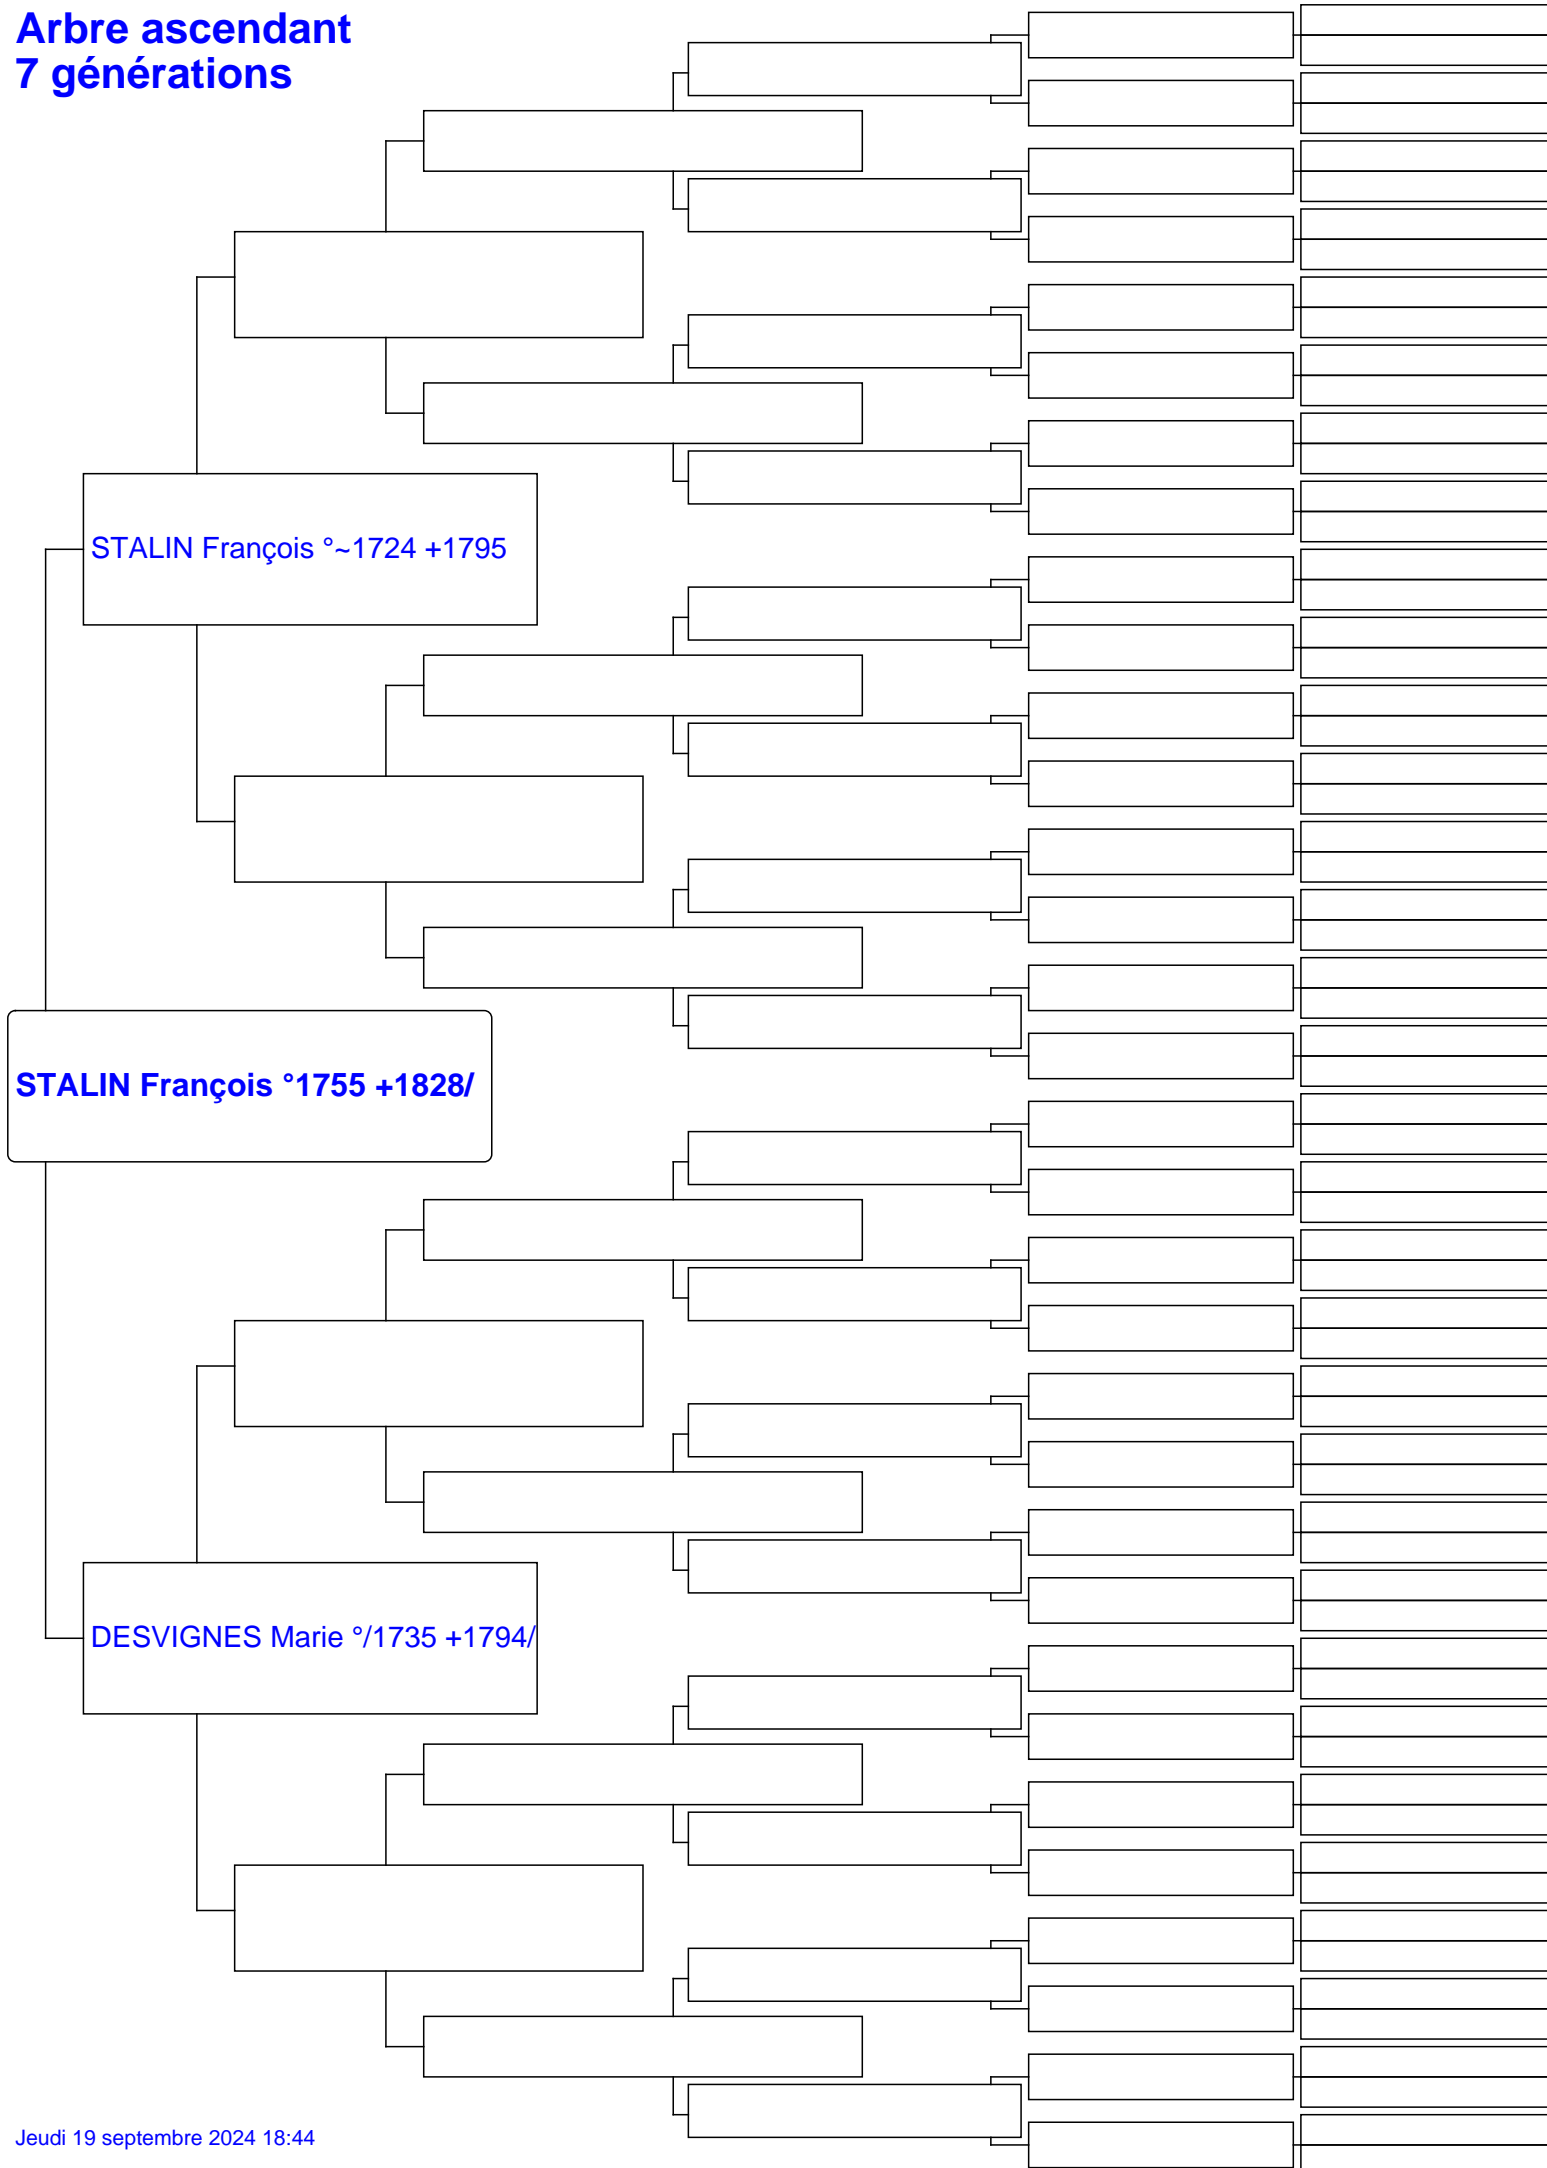 Arbre ascendant
7 générations
STALIN François °~1724 +1795
STALIN François °1755 +1828/
DESVIGNES Marie °/1735 +1794/
Jeudi 19 septembre 2024 18:44